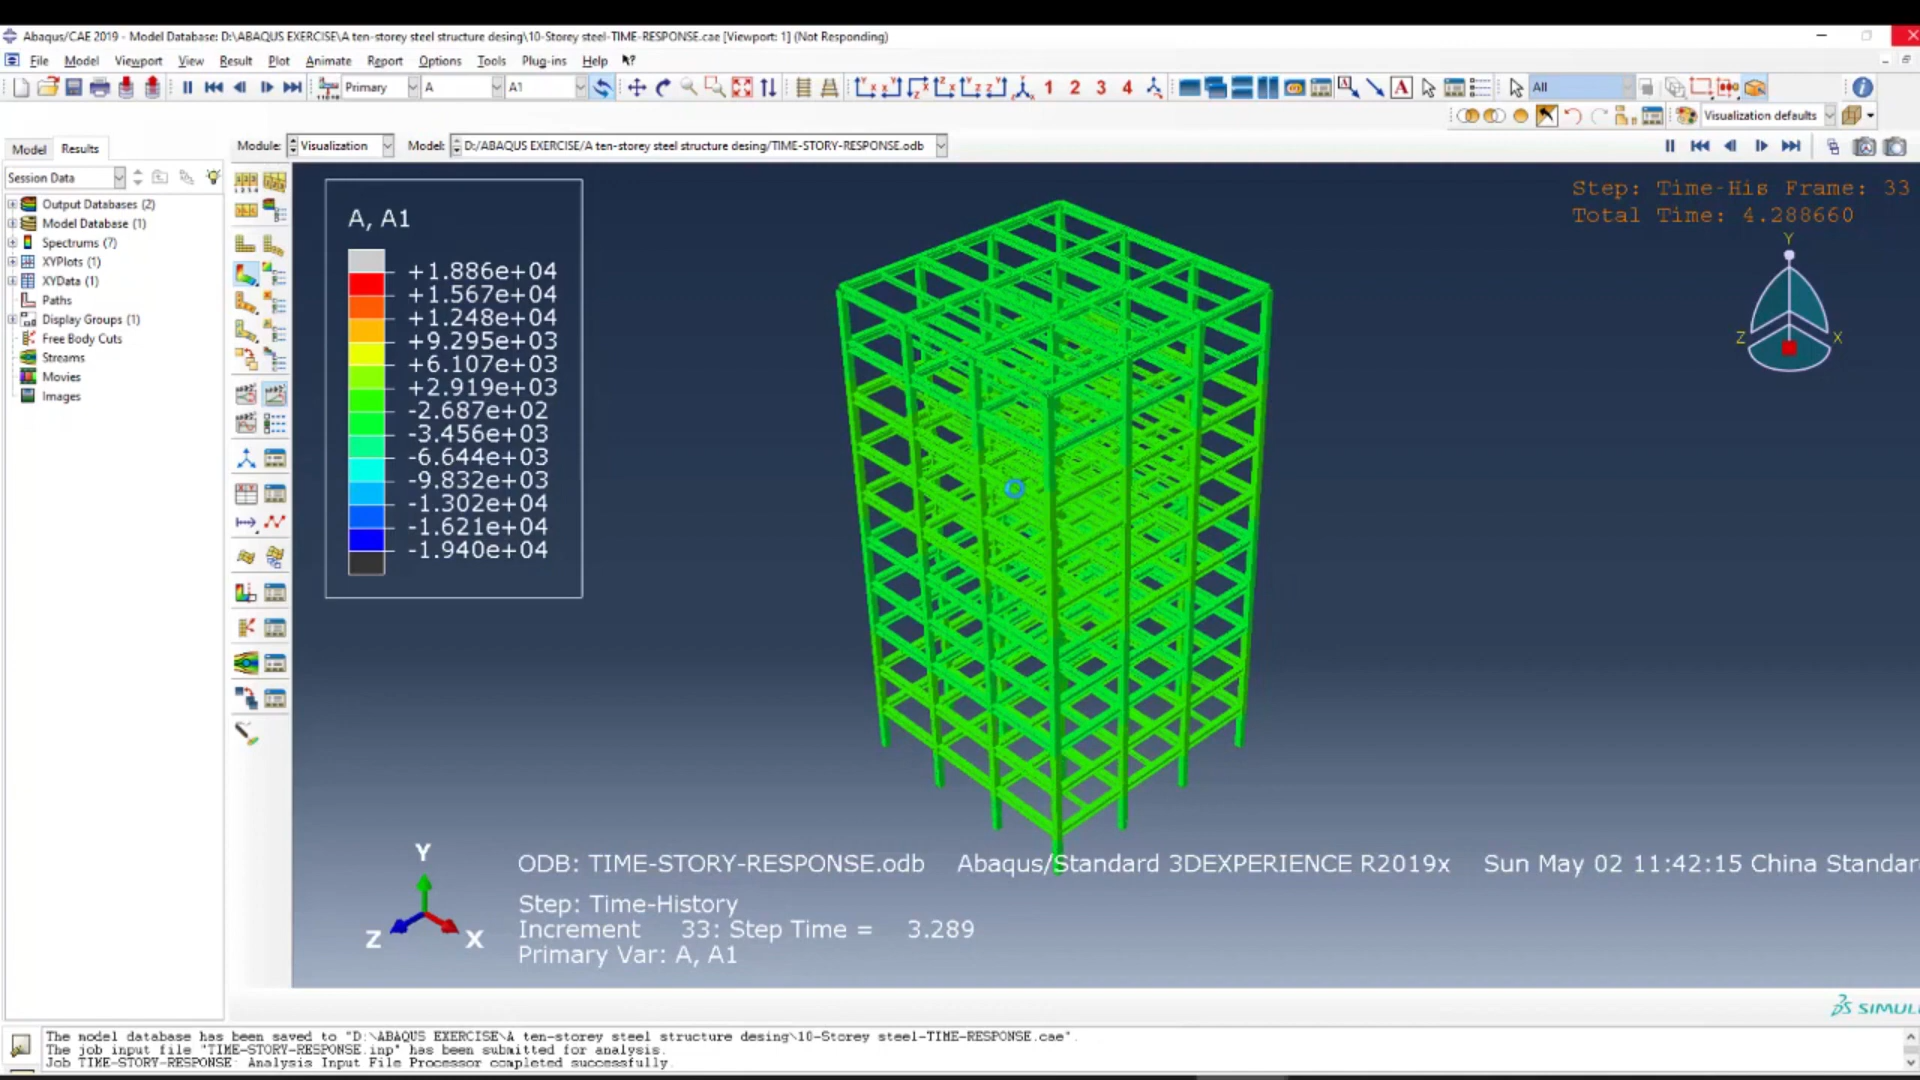 Abaqus/CAE 2019 - Model Database: D:\ABAQUS EXERCISE\A ten-storey steel structure desing\10-Storey steel-TIME-RESPONSE.cae [Viewport: 1] (Not Responding)
File Model Viewport View Result Plot Animate Report Options Tools Plug-ins Help
Primary A A1 1 2 3 4 A All
Visualization defaults
Model Results
Module: Visualization Model: D:/ABAQUS EXERCISE/A ten-storey steel structure desing/TIME-STORY-RESPONSE.odb
Session Data
Output Databases (2)
Model Database (1)
Spectrums (7)
XYPlots (1)
XYData (1)
Paths
Display Groups (1)
Free Body Cuts
Streams
Movies
Images
A, A1
+1.886e+04
+1.567e+04
+1.248e+04
+9.295e+03
+6.107e+03
+2.919e+03
-2.687e+02
-3.456e+03
-6.644e+03
-9.832e+03
-1.302e+04
-1.621e+04
-1.940e+04
Step: Time-His Frame: 33
Total Time: 4.288660
Y
Z X
Y
Z X
ODB: TIME-STORY-RESPONSE.odb Abaqus/Standard 3DEXPERIENCE R2019x Sun May 02 11:42:15 China Standar
Step: Time-History
Increment 33: Step Time = 3.289
Primary Var: A, A1
SIMUL
The model database has been saved to "D:\ABAQUS EXERCISE\A ten-storey steel structure desing\10-Storey steel-TIME-RESPONSE.cae".
The job input file "TIME-STORY-RESPONSE.inp" has been submitted for analysis.
Job TIME-STORY-RESPONSE: Analysis Input File Processor completed successfully.